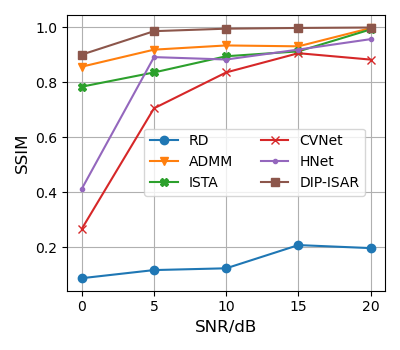 1.0
0.8
0.6
0.4
0.2
SSIM
RD
ADMM
ISTA
CVNet
HNet
DIP-ISAR
0 5 10 15 20
SNR/dB